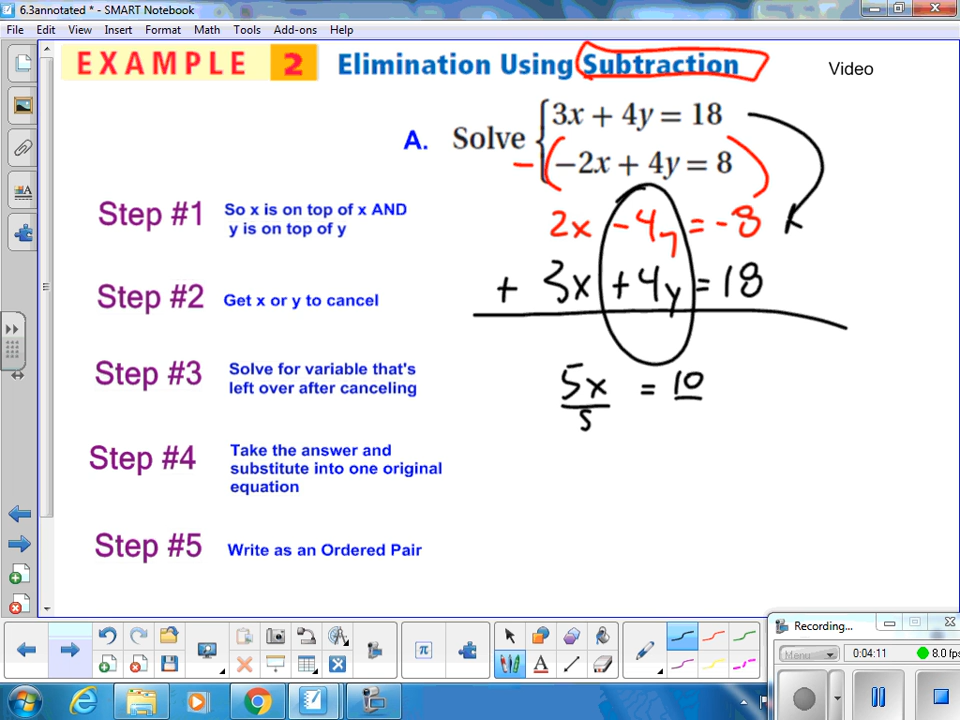 6.3annotated * - SMART Notebook
File Edit View Insert Format Math Tools Add-ons Help
EXAMPLE 2 Elimination Using Subtraction
Video
A. Solve
3x + 4y = 18
- ( −2x + 4y = 8 )
2x - 4y = -8
+ 3x + 4y = 18
5x = 10
5
Step #1 So x is on top of x AND
y is on top of y
Step #2 Get x or y to cancel
Step #3 Solve for variable that's
left over after canceling
Step #4 Take the answer and
substitute into one original
equation
Step #5 Write as an Ordered Pair
π
A
Recording...
Menu 0:04:11 8.0 fp